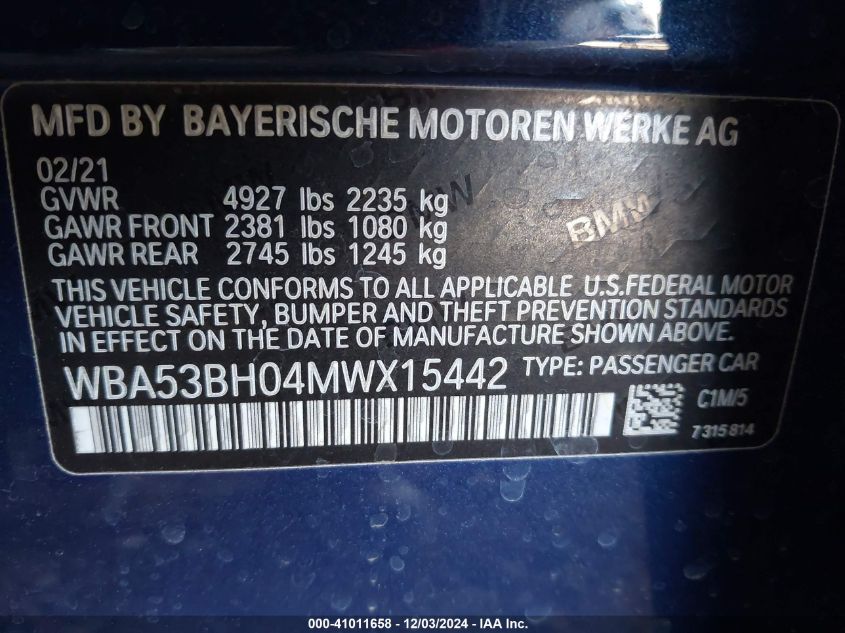 MFD BY BAYERISCHE MOTOREN WERKE AG
02/21
GVWR 4927 lbs 2235 kg
GAWR FRONT 2381 lbs 1080 kg
GAWR REAR 2745 lbs 1245 kg
BMW
THIS VEHICLE CONFORMS TO ALL APPLICABLE U.S.FEDERAL MOTOR
VEHICLE SAFETY, BUMPER AND THEFT PREVENTION STANDARDS
IN EFFECT ON THE DATE OF MANUFACTURE SHOWN ABOVE.
WBA53BH04MWX15442 TYPE: PASSENGER CAR
C1M/5
7315814
000-41011658 - 12/03/2024 - IAA Inc.